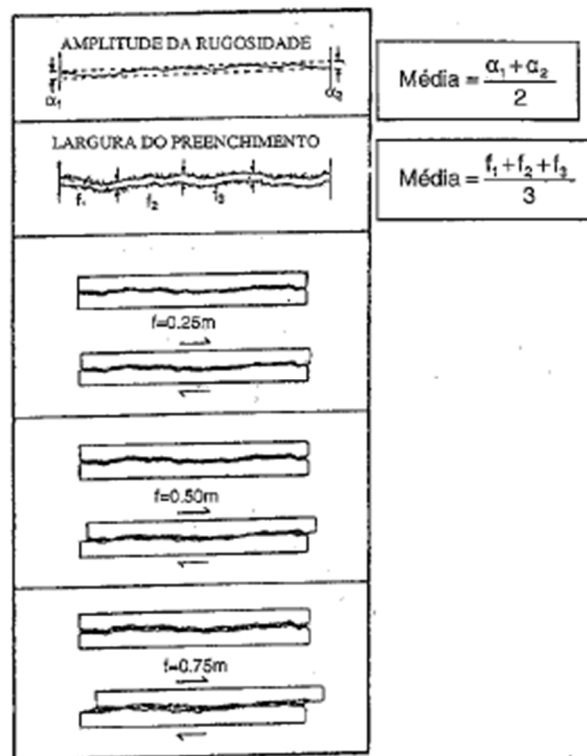 AMPLITUDE DA RUGOSIDADE
α₁ α₂
Média = (α₁ + α₂) / 2
LARGURA DO PREENCHIMENTO
f₁ f₂ f₃
Média = (f₁ + f₂ + f₃) / 3
f=0.25m
f=0.50m
f=0.75m